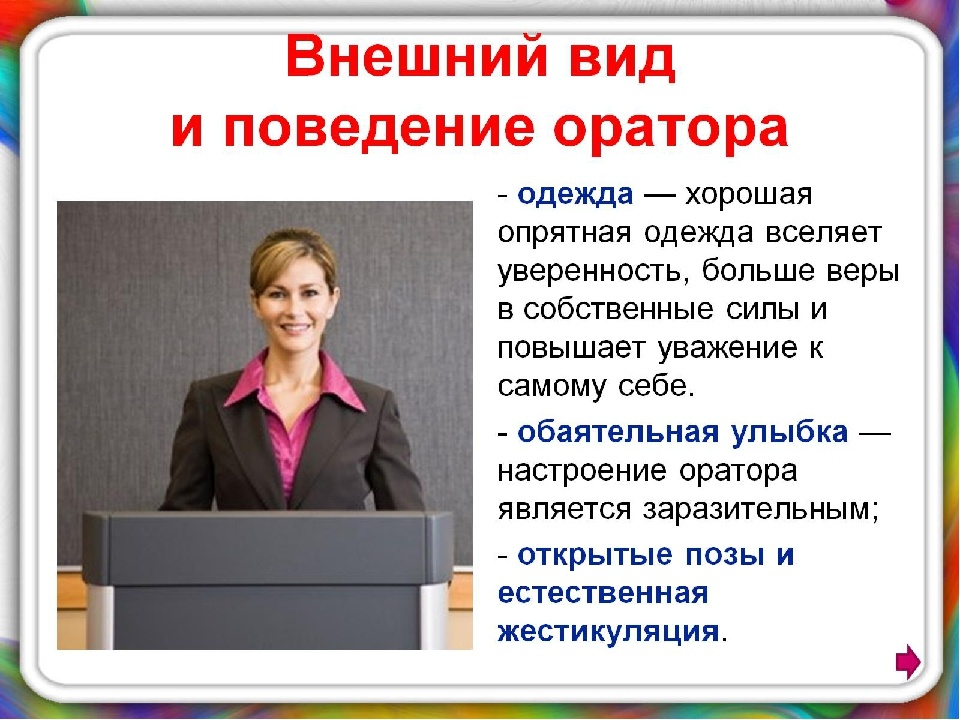 Внешний вид
и поведение оратора
- одежда — хорошая
опрятная одежда вселяет
уверенность, больше веры
в собственные силы и
повышает уважение к
самому себе.
- обаятельная улыбка —
настроение оратора
является заразительным;
- открытые позы и
естественная
жестикуляция.